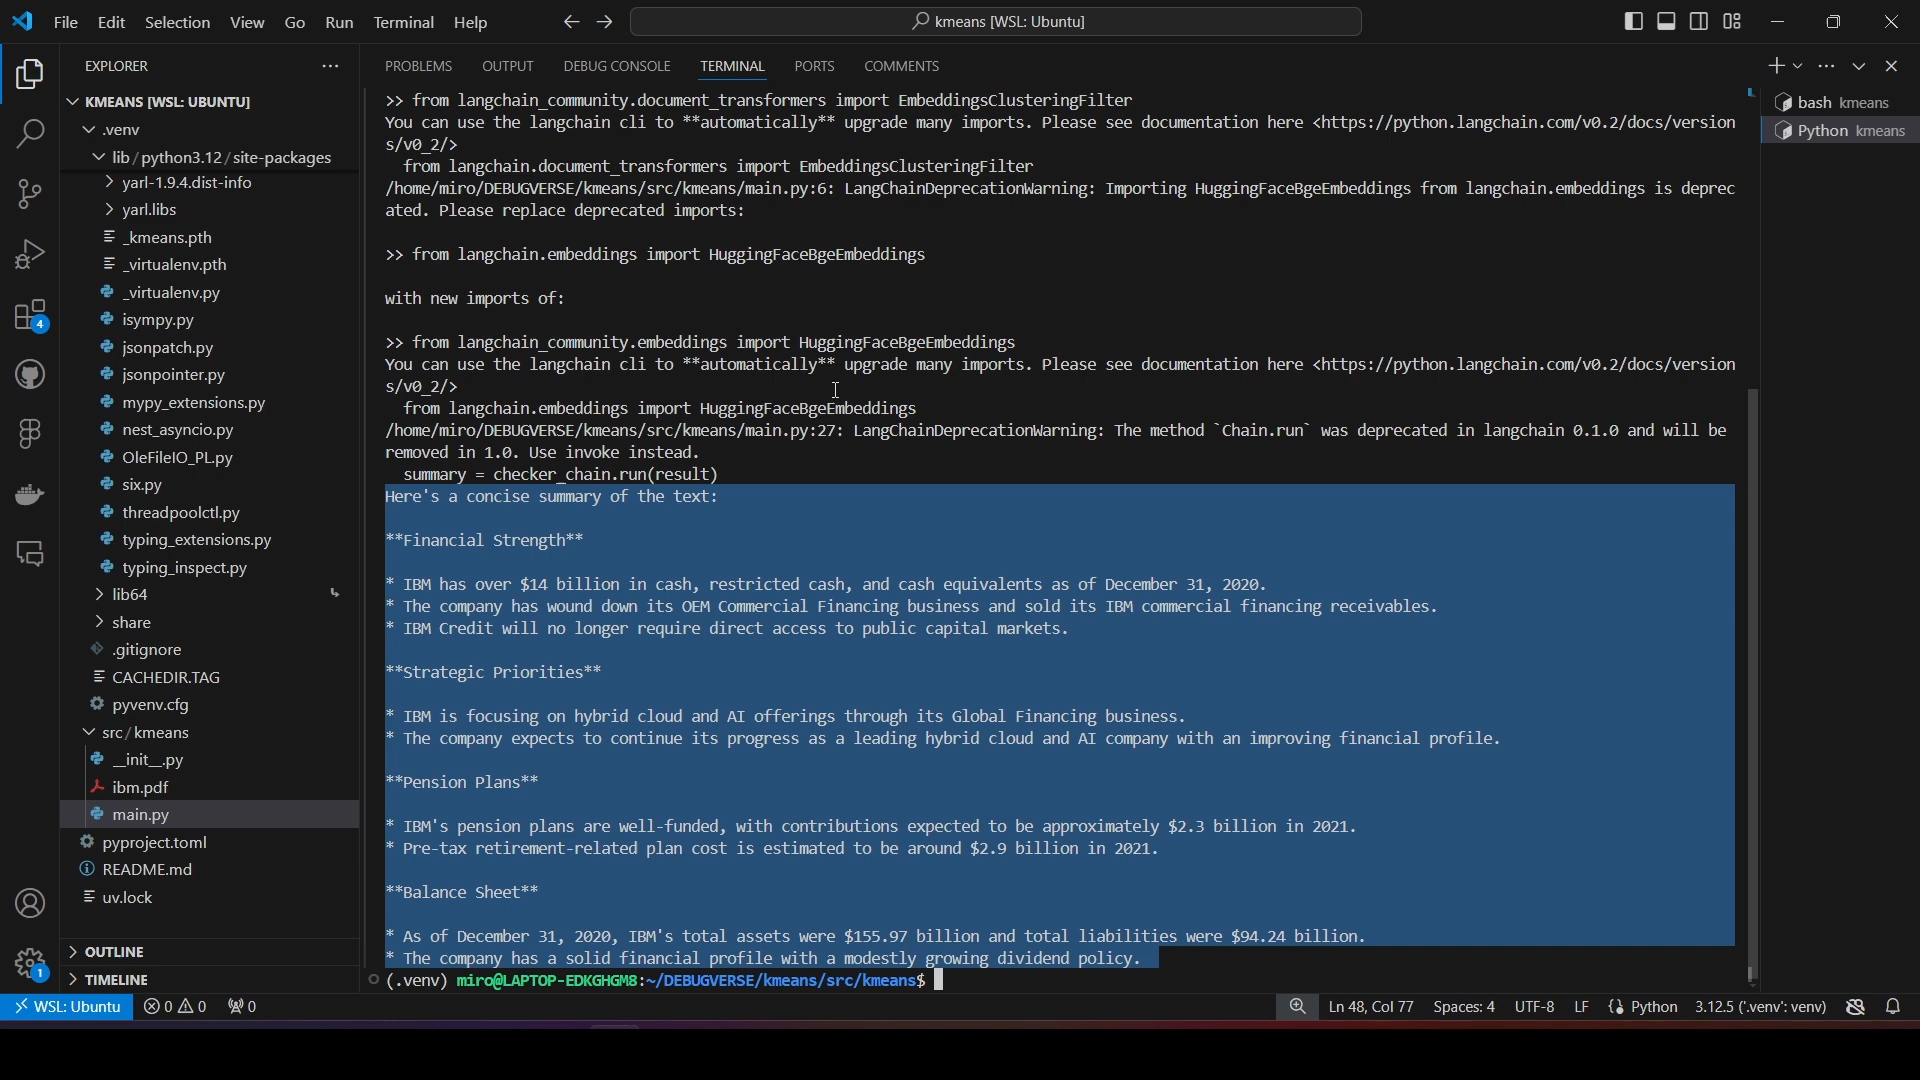 File Edit Selection View Go Run Terminal Help
kmeans [WSL: Ubuntu]
EXPLORER
KMEANS [WSL: UBUNTU]
.venv
lib / python3.12 / site-packages
yarl-1.9.4.dist-info
yarl.libs
_kmeans.pth
_virtualenv.pth
_virtualenv.py
isympy.py
jsonpatch.py
jsonpointer.py
mypy_extensions.py
nest_asyncio.py
OleFileIO_PL.py
six.py
threadpoolctl.py
typing_extensions.py
typing_inspect.py
lib64
share
.gitignore
CACHEDIR.TAG
pyvenv.cfg
src / kmeans
__init__.py
ibm.pdf
main.py
pyproject.toml
README.md
uv.lock
OUTLINE
TIMELINE
4
1
PROBLEMS OUTPUT DEBUG CONSOLE TERMINAL PORTS COMMENTS
>> from langchain_community.document_transformers import EmbeddingsClusteringFilter
You can use the langchain cli to **automatically** upgrade many imports. Please see documentation here <https://python.langchain.com/v0.2/docs/version
s/v0_2/>
from langchain.document_transformers import EmbeddingsClusteringFilter
/home/miro/DEBUGVERSE/kmeans/src/kmeans/main.py:6: LangChainDeprecationWarning: Importing HuggingFaceBgeEmbeddings from langchain.embeddings is deprec
ated. Please replace deprecated imports:
>> from langchain.embeddings import HuggingFaceBgeEmbeddings
with new imports of:
>> from langchain_community.embeddings import HuggingFaceBgeEmbeddings
You can use the langchain cli to **automatically** upgrade many imports. Please see documentation here <https://python.langchain.com/v0.2/docs/version
s/v0_2/>
from langchain.embeddings import HuggingFaceBgeEmbeddings
/home/miro/DEBUGVERSE/kmeans/src/kmeans/main.py:27: LangChainDeprecationWarning: The method `Chain.run` was deprecated in langchain 0.1.0 and will be
removed in 1.0. Use invoke instead.
summary = checker_chain.run(result)
Here's a concise summary of the text:
**Financial Strength**
* IBM has over $14 billion in cash, restricted cash, and cash equivalents as of December 31, 2020.
* The company has wound down its OEM Commercial Financing business and sold its IBM commercial financing receivables.
* IBM Credit will no longer require direct access to public capital markets.
**Strategic Priorities**
* IBM is focusing on hybrid cloud and AI offerings through its Global Financing business.
* The company expects to continue its progress as a leading hybrid cloud and AI company with an improving financial profile.
**Pension Plans**
* IBM's pension plans are well-funded, with contributions expected to be approximately $2.3 billion in 2021.
* Pre-tax retirement-related plan cost is estimated to be around $2.9 billion in 2021.
**Balance Sheet**
* As of December 31, 2020, IBM's total assets were $155.97 billion and total liabilities were $94.24 billion.
* The company has a solid financial profile with a modestly growing dividend policy.
(.venv) miro@LAPTOP-EDKGHGM8:~/DEBUGVERSE/kmeans/src/kmeans$
bash kmeans
Python kmeans
WSL: Ubuntu 0 0 0 Ln 48, Col 77 Spaces: 4 UTF-8 LF Python 3.12.5 ('.venv': venv)